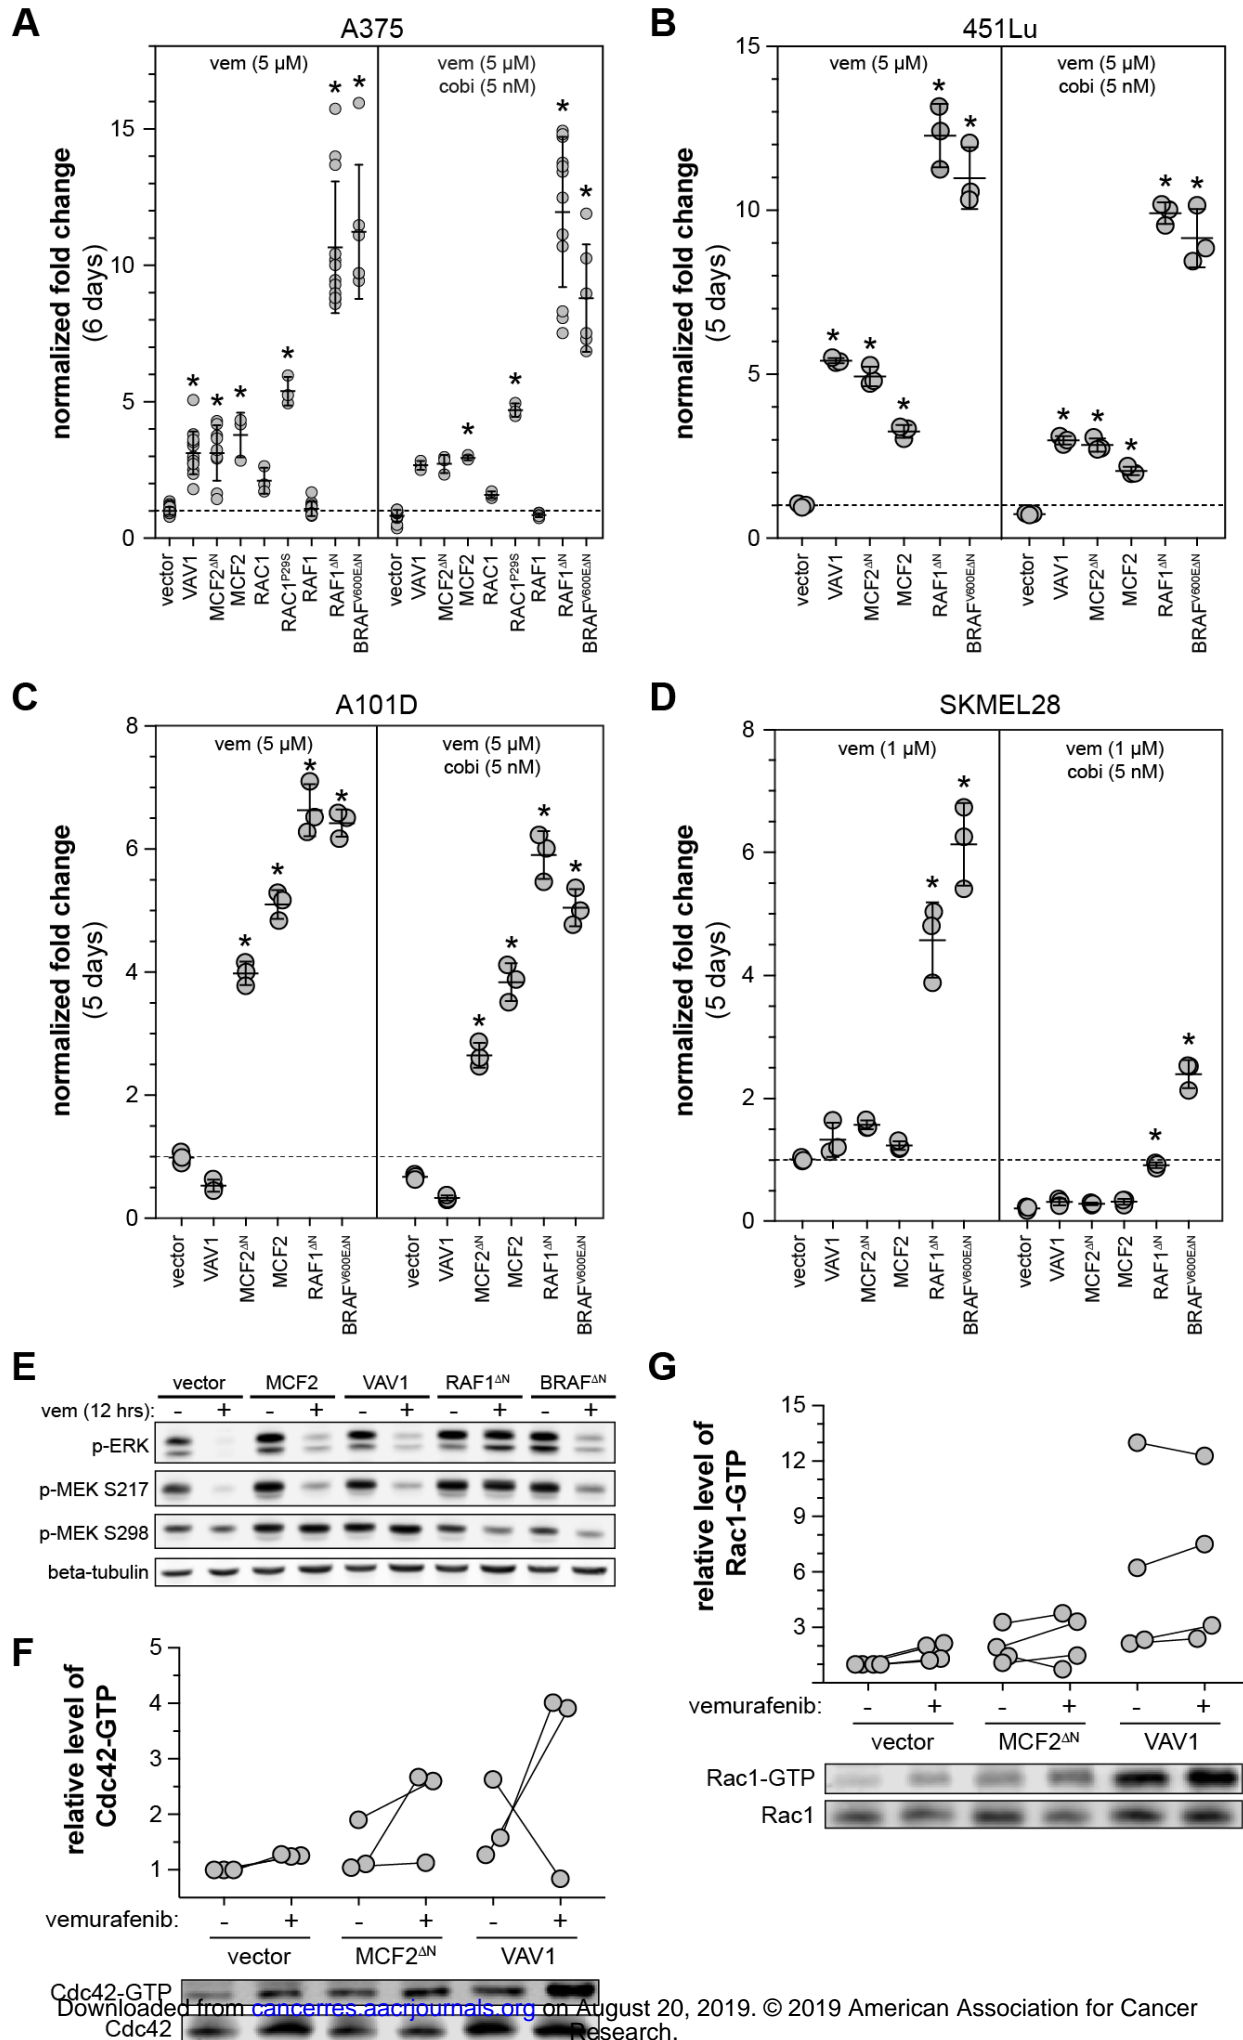 A
A375
vem (5 µM)
vem (5 µM)
cobi (5 nM)
normalized fold change
(6 days)
15
10
5
0
vector
VAV1
MCF2ΔN
MCF2
RAC1
RAC1P29S
RAF1
RAF1ΔN
BRAFV600EΔN
vector
VAV1
MCF2ΔN
MCF2
RAC1
RAC1P29S
RAF1
RAF1ΔN
BRAFV600EΔN
* * * * * * *
* * * *
B
451Lu
vem (5 µM)
vem (5 µM)
cobi (5 nM)
normalized fold change
(5 days)
15
10
5
0
vector
VAV1
MCF2ΔN
MCF2
RAF1ΔN
BRAFV600EΔN
vector
VAV1
MCF2ΔN
MCF2
RAF1ΔN
BRAFV600EΔN
* * * * *
* * * * *
C
A101D
vem (5 µM)
vem (5 µM)
cobi (5 nM)
normalized fold change
(5 days)
8
6
4
2
0
vector
VAV1
MCF2ΔN
MCF2
RAF1ΔN
BRAFV600EΔN
vector
VAV1
MCF2ΔN
MCF2
RAF1ΔN
BRAFV600EΔN
* * * *
* * * *
D
SKMEL28
vem (1 µM)
vem (1 µM)
cobi (5 nM)
normalized fold change
(5 days)
8
6
4
2
0
vector
VAV1
MCF2ΔN
MCF2
RAF1ΔN
BRAFV600EΔN
vector
VAV1
MCF2ΔN
MCF2
RAF1ΔN
BRAFV600EΔN
* *
* *
E
vector MCF2 VAV1 RAF1ΔN BRAFΔN
vem (12 hrs): - + - + - + - + - +
p-ERK
p-MEK S217
p-MEK S298
beta-tubulin
F
relative level of
Cdc42-GTP
5
4
3
2
1
vemurafenib: - + - + - +
vector MCF2ΔN VAV1
Cdc42-GTP
Cdc42
G
relative level of
Rac1-GTP
15
12
9
6
3
vemurafenib: - + - + - +
vector MCF2ΔN VAV1
Rac1-GTP
Rac1
Downloaded from cancerres.aacrjournals.org on August 20, 2019. © 2019 American Association for Cancer
Research.